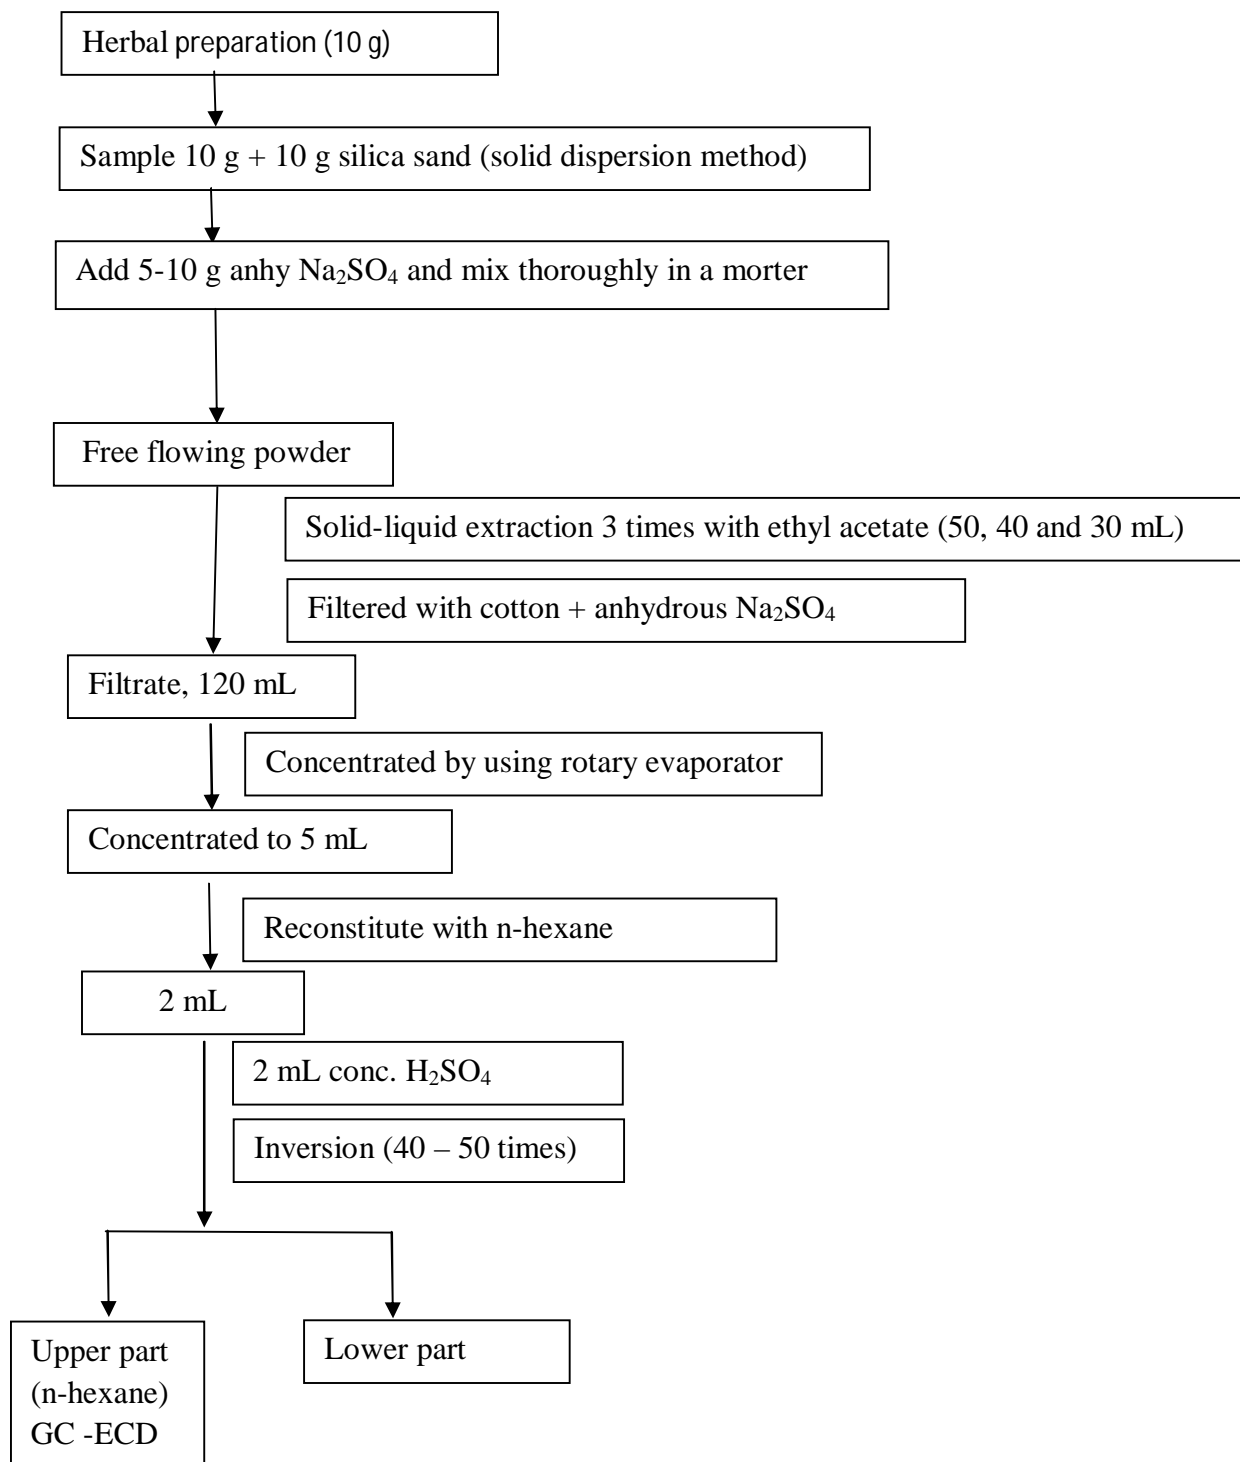 Herbal preparation (10 g)
Sample 10 g + 10 g silica sand (solid dispersion method)
Add 5-10 g anhy Na₂SO₄ and mix thoroughly in a morter
Free flowing powder
Solid-liquid extraction 3 times with ethyl acetate (50, 40 and 30 mL)
Filtered with cotton + anhydrous Na₂SO₄
Filtrate, 120 mL
Concentrated by using rotary evaporator
Concentrated to 5 mL
Reconstitute with n-hexane
2 mL
2 mL conc. H₂SO₄
Inversion (40 – 50 times)
Upper part
(n-hexane)
GC -ECD
Lower part